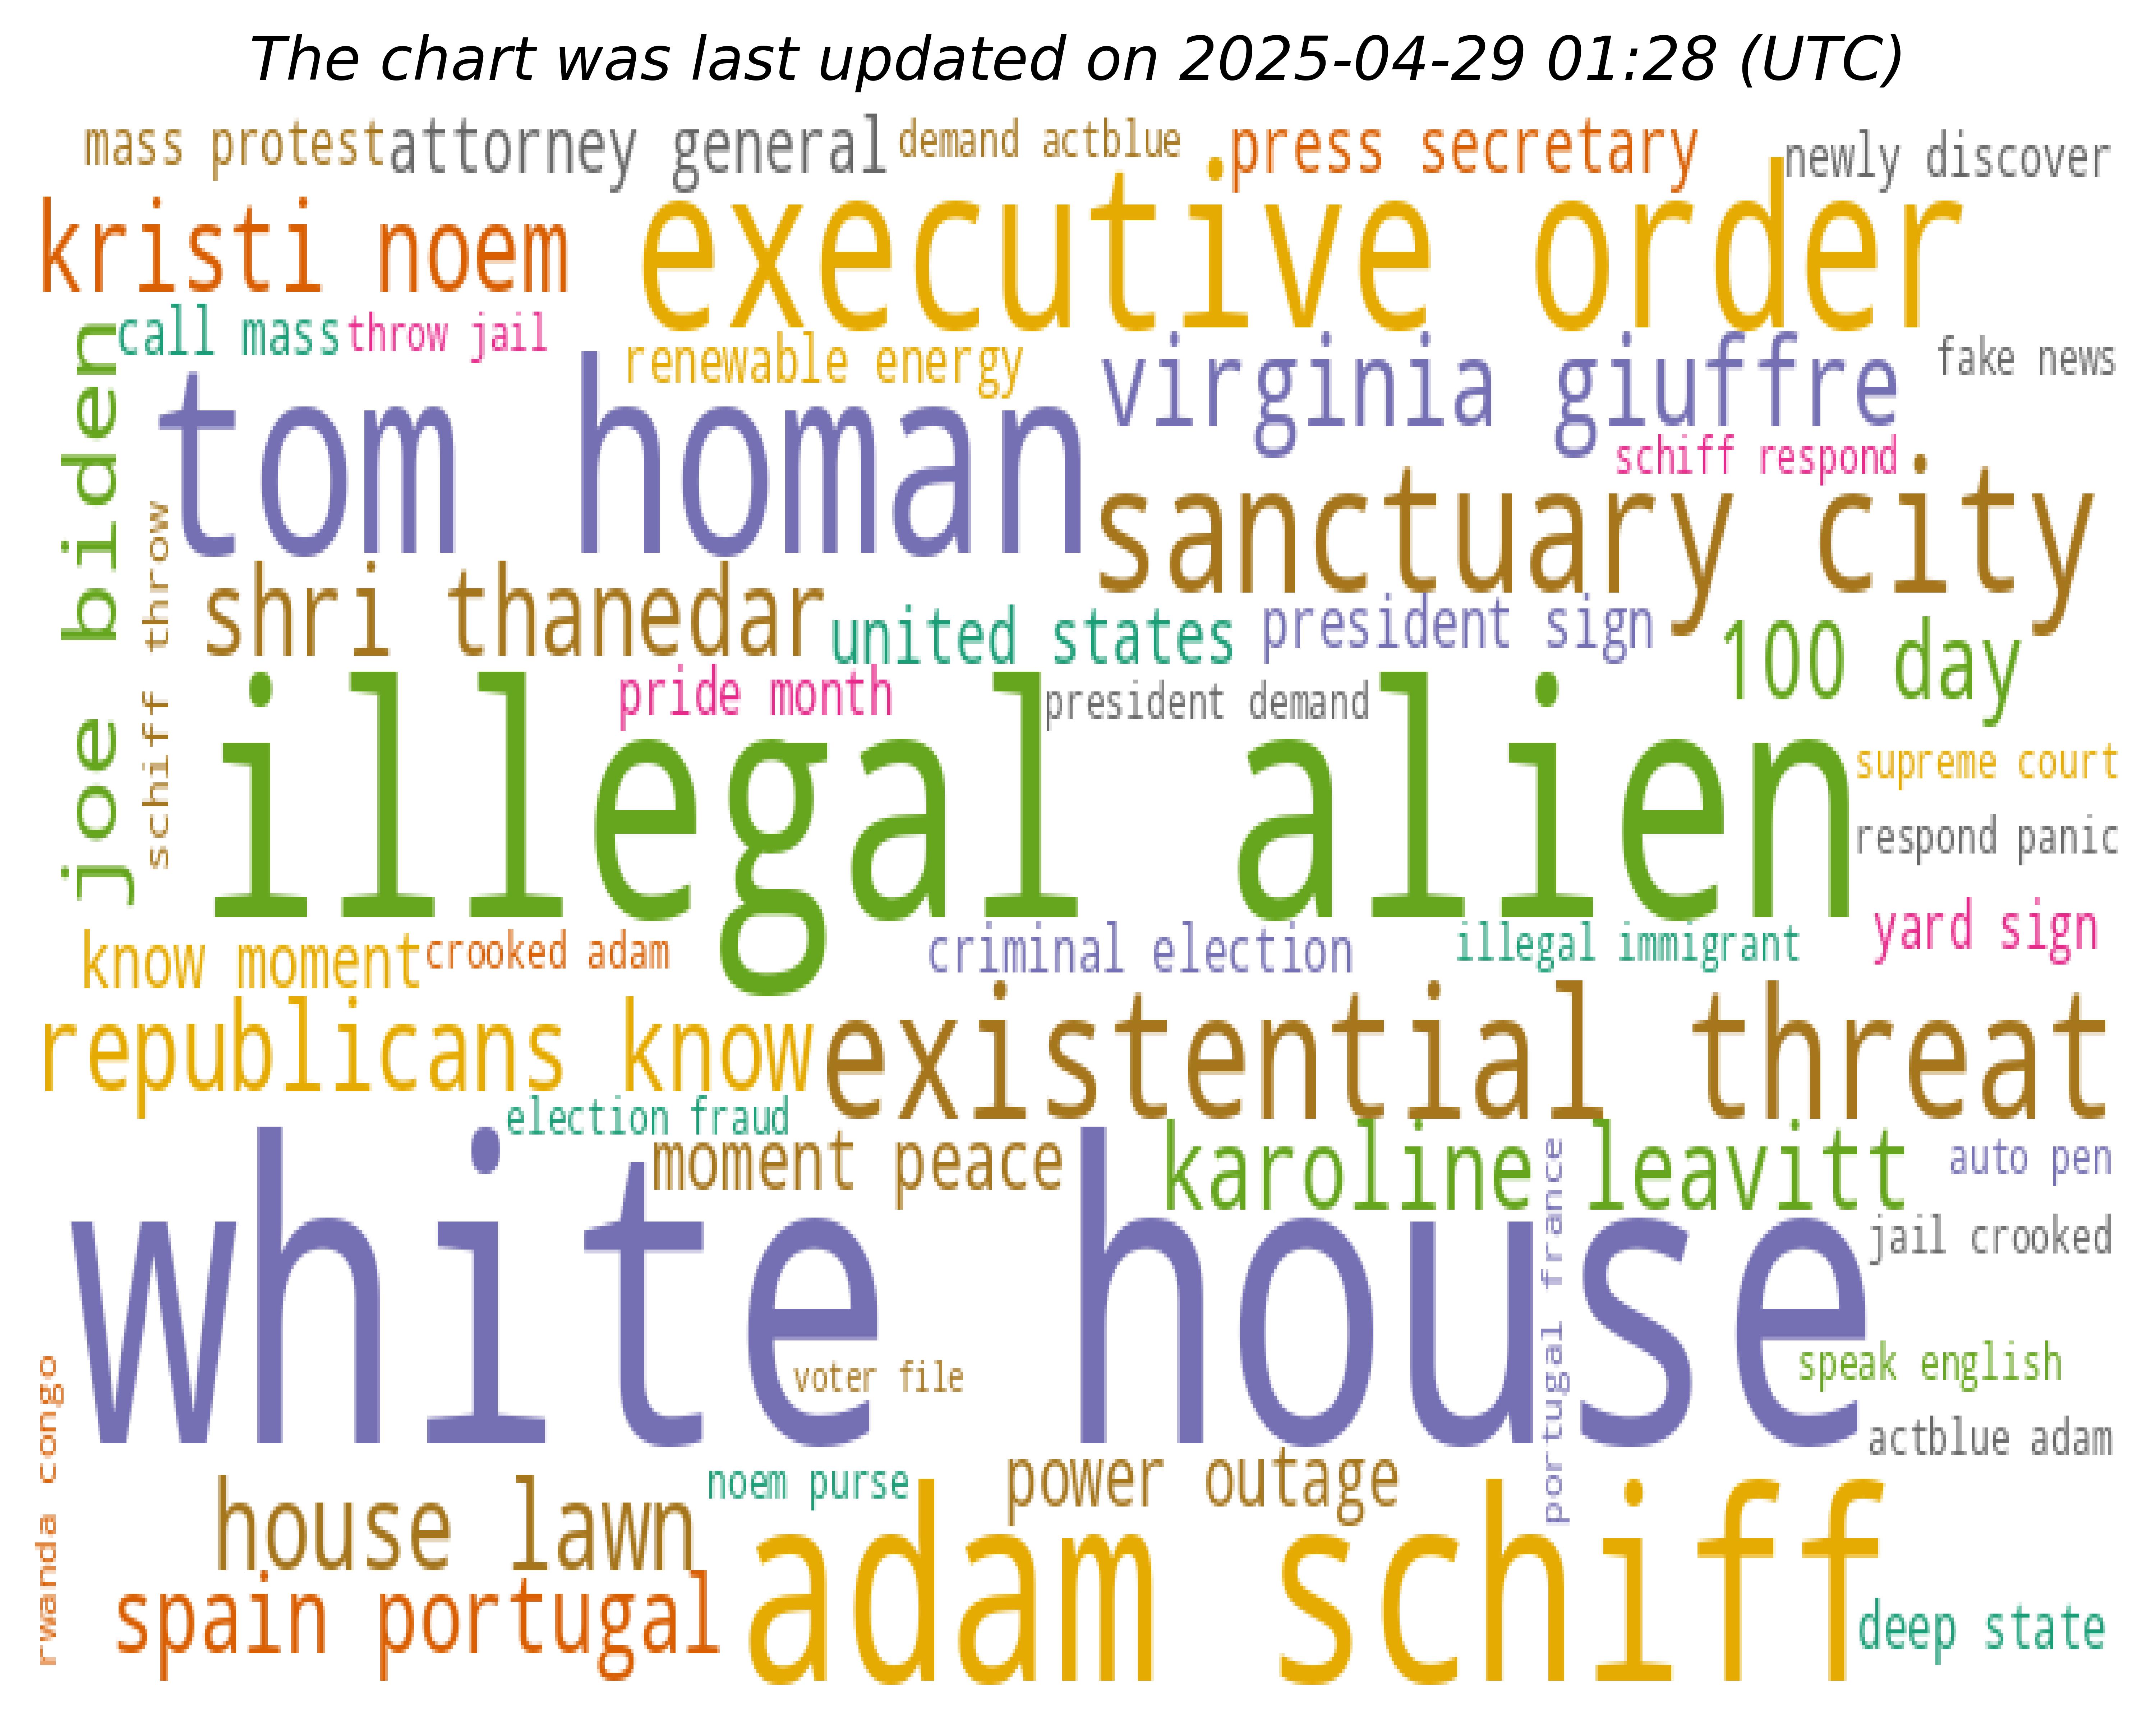 The chart was last updated on 2025-04-29 01:28 (UTC)
mass protest
attorney general
demand actblue
press secretary
newly discover
kristi noem
executive order
call mass
throw jail
renewable energy
virginia giuffre
fake news
joe biden
tom homan
schiff respond
schiff throw
sanctuary city
shri thanedar
united states
president sign
100 day
pride month
president demand
illegal alien
supreme court
respond panic
know moment
crooked adam
criminal election
illegal immigrant
yard sign
republicans know
existential threat
election fraud
moment peace
karoline leavitt
auto pen
white house
portugal france
jail crooked
voter file
speak english
rwanda congo
actblue adam
house lawn
noem purse
power outage
spain portugal
adam schiff
deep state